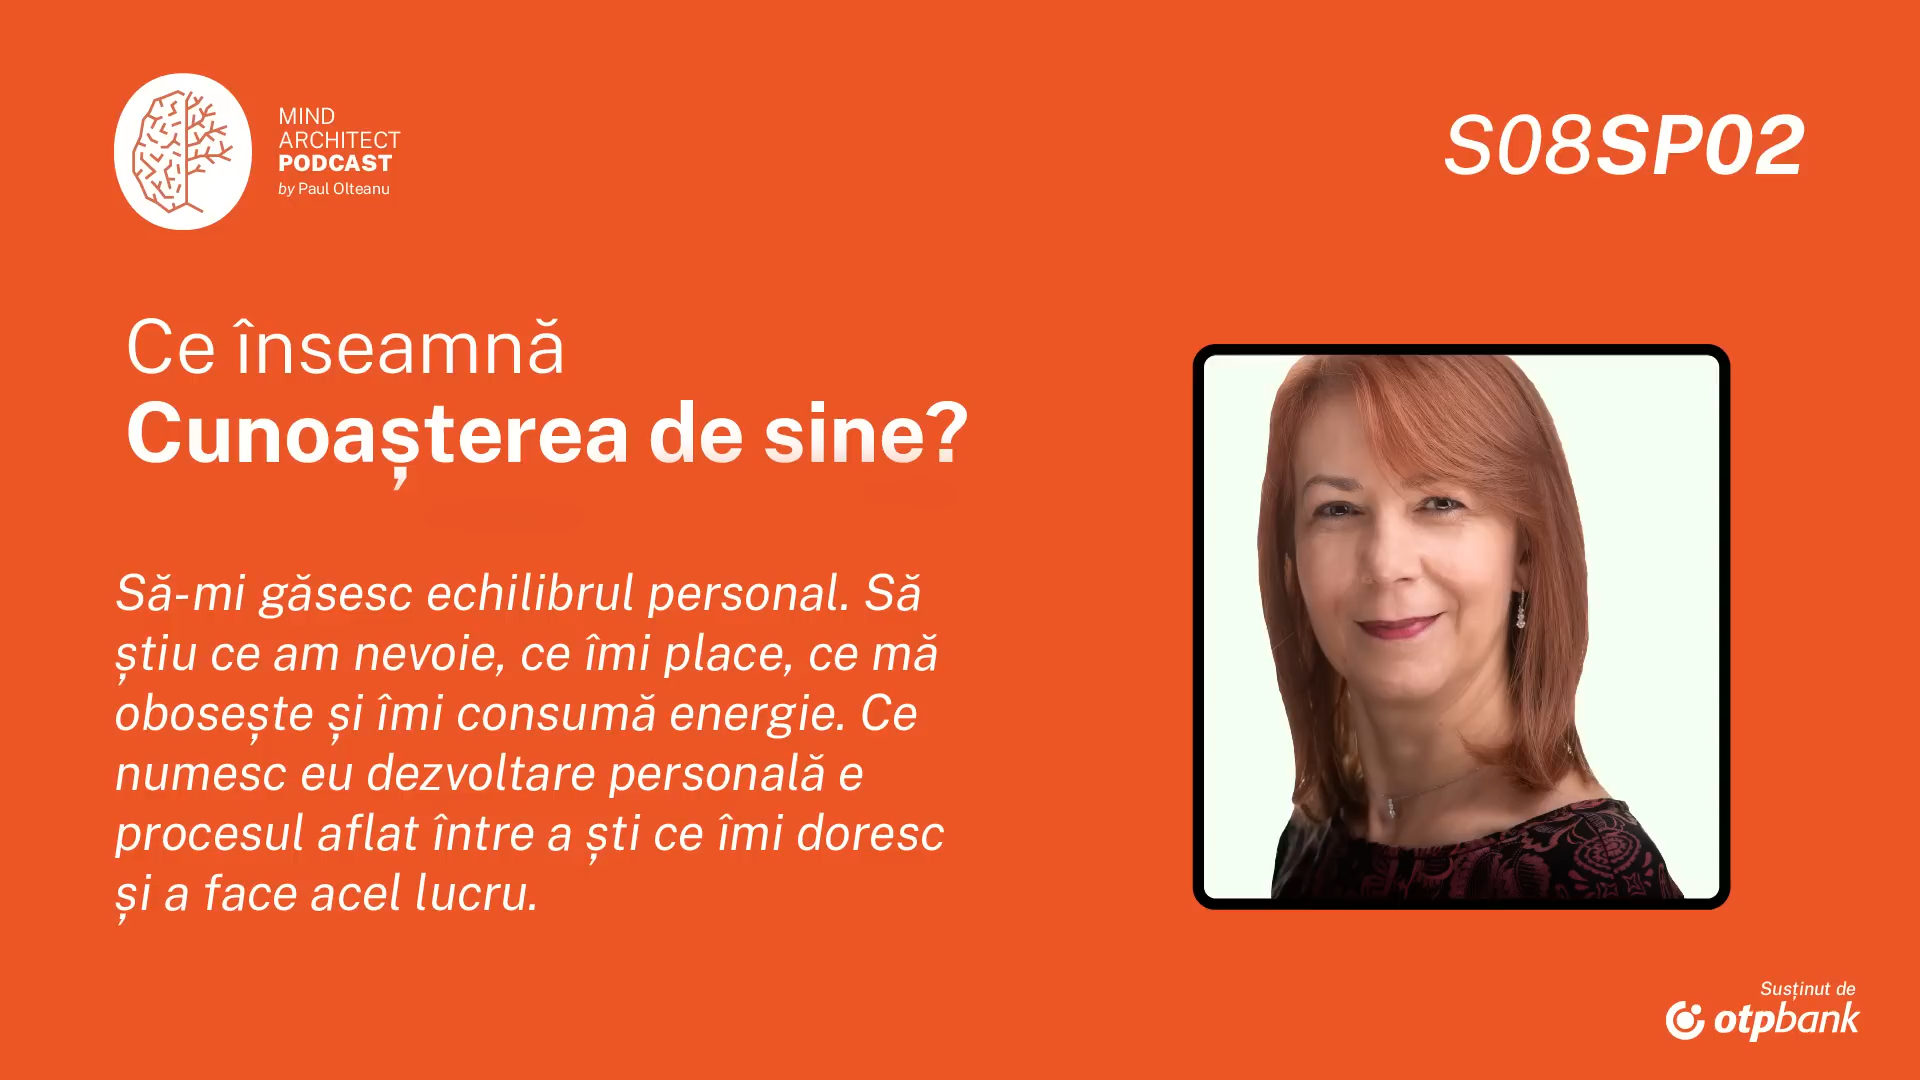 MIND
ARCHITECT
PODCAST
by Paul Olteanu
S08SP02
Ce înseamnă
Cunoașterea de sine?
Să-mi găsesc echilibrul personal. Să
știu ce am nevoie, ce îmi place, ce mă
obosește și îmi consumă energie. Ce
numesc eu dezvoltare personală e
procesul aflat între a ști ce îmi doresc
și a face acel lucru.
Susținut de
otpbank